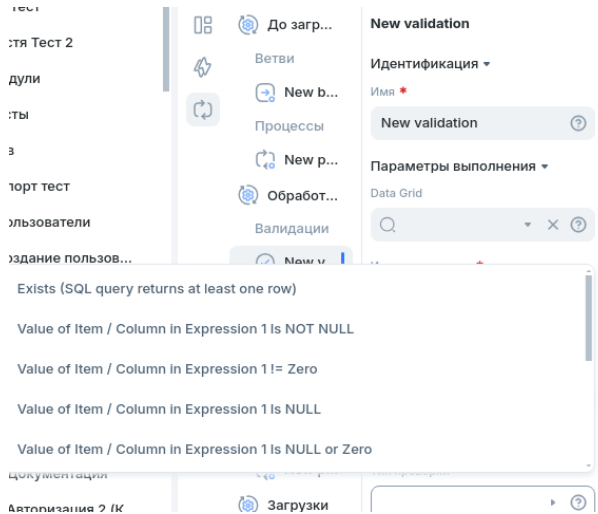 Тест
стя Тест 2
дули
сты
в
порт тест
ользователи
оздание пользов...
До загр...
Ветви
New b...
Процессы
New p...
Обработ...
Валидации
New v...
New validation
Идентификация
Имя *
New validation
Параметры выполнения
Data Grid
Exists (SQL query returns at least one row)
Value of Item / Column in Expression 1 Is NOT NULL
Value of Item / Column in Expression 1 != Zero
Value of Item / Column in Expression 1 Is NULL
Value of Item / Column in Expression 1 Is NULL or Zero
Документация
Авторизация 2 (К
Загрузки